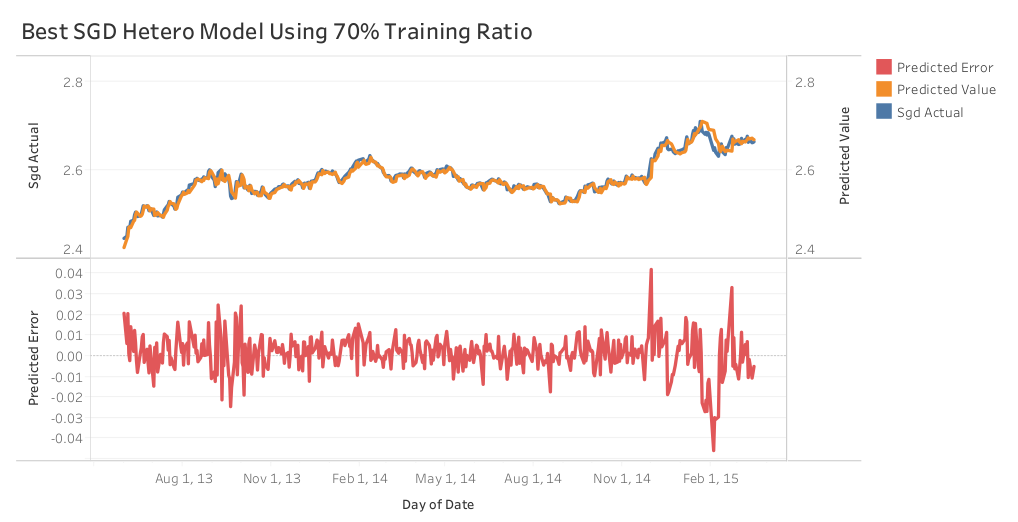 Best SGD Hetero Model Using 70% Training Ratio
Predicted Error
Predicted Value
Sgd Actual
Sgd Actual
2.8
2.6
2.4
2.8
2.6
2.4
Predicted Value
Predicted Error
0.04
0.03
0.02
0.01
0.00
-0.01
-0.02
-0.03
-0.04
Aug 1, 13 Nov 1, 13 Feb 1, 14 May 1, 14 Aug 1, 14 Nov 1, 14 Feb 1, 15
Day of Date